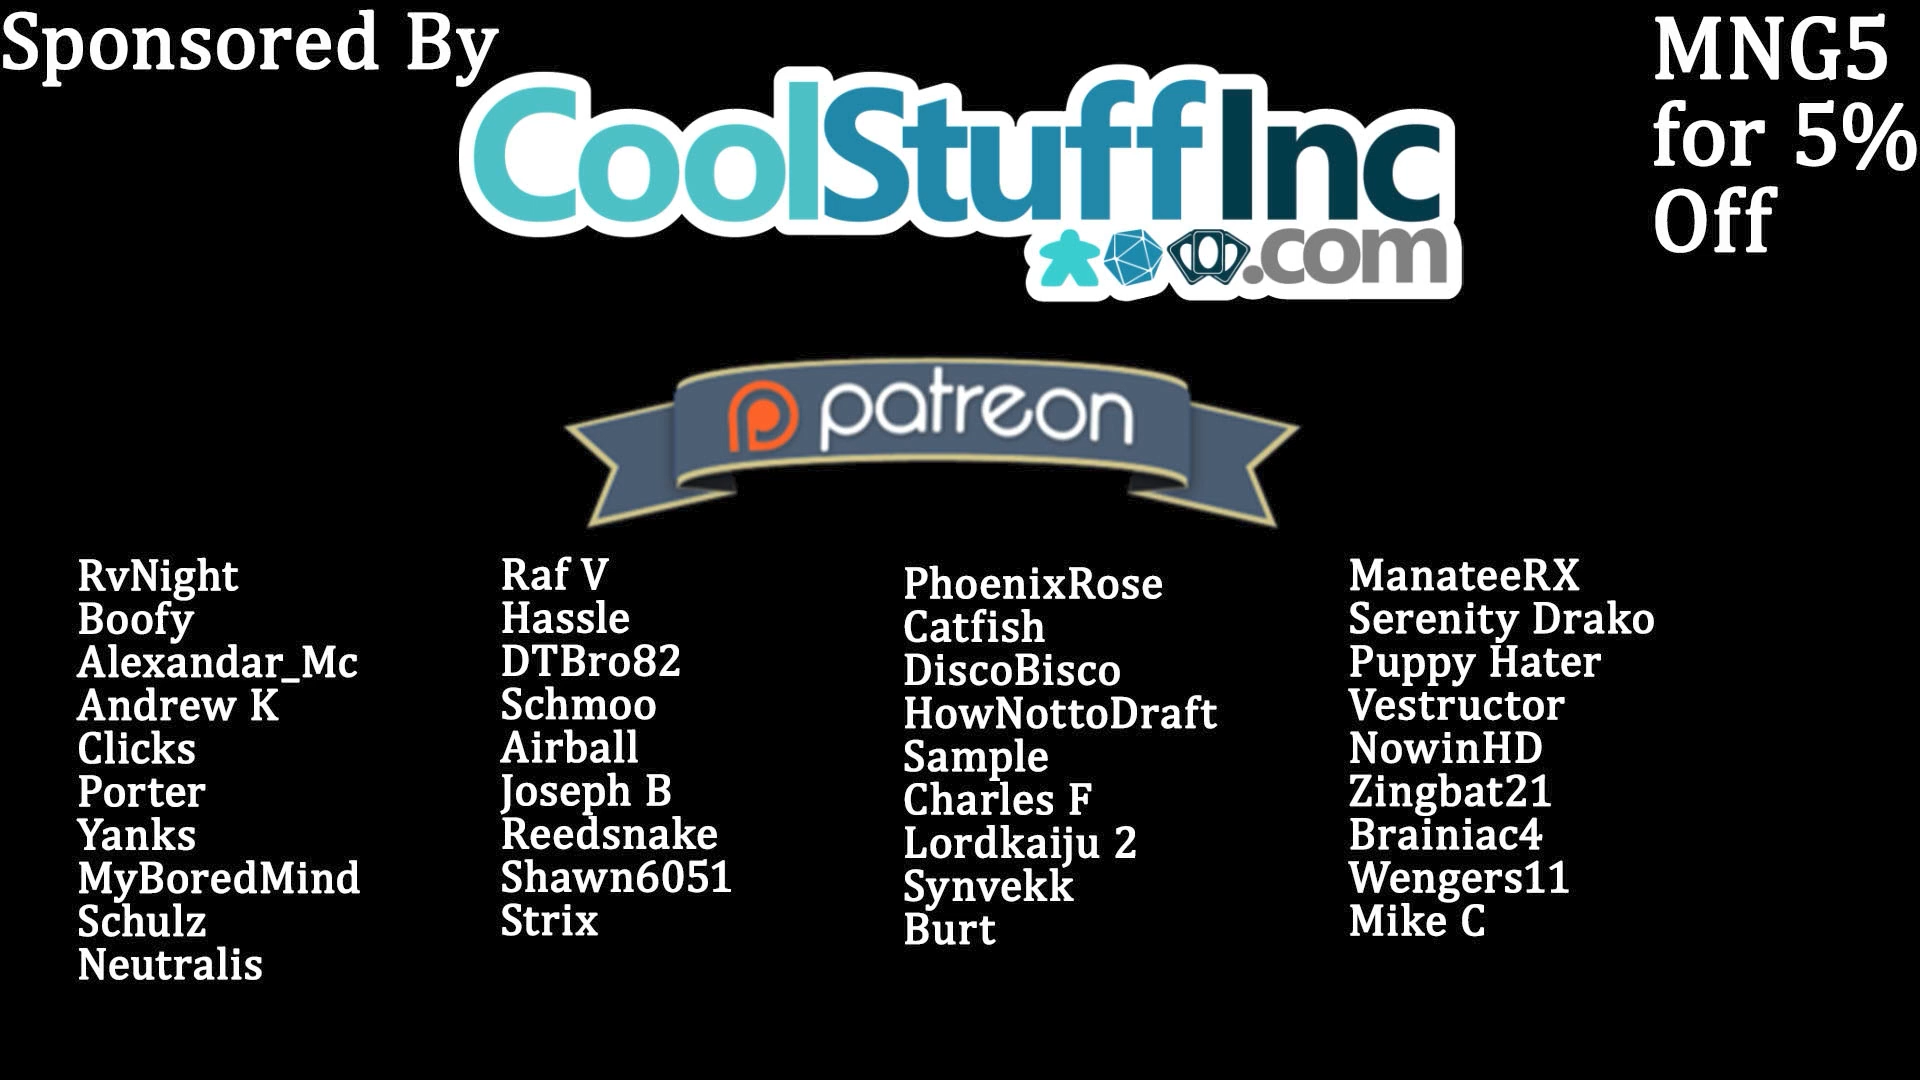 Sponsored By
CoolStuffInc
.com
MNG5
for 5%
Off
patreon
RvNight
Boofy
Alexandar_Mc
Andrew K
Clicks
Porter
Yanks
MyBoredMind
Schulz
Neutralis
Raf V
Hassle
DTBro82
Schmoo
Airball
Joseph B
Reedsnake
Shawn6051
Strix
PhoenixRose
Catfish
DiscoBisco
HowNottoDraft
Sample
Charles F
Lordkaiju 2
Synvekk
Burt
ManateeRX
Serenity Drako
Puppy Hater
Vestructor
NowinHD
Zingbat21
Brainiac4
Wengers11
Mike C